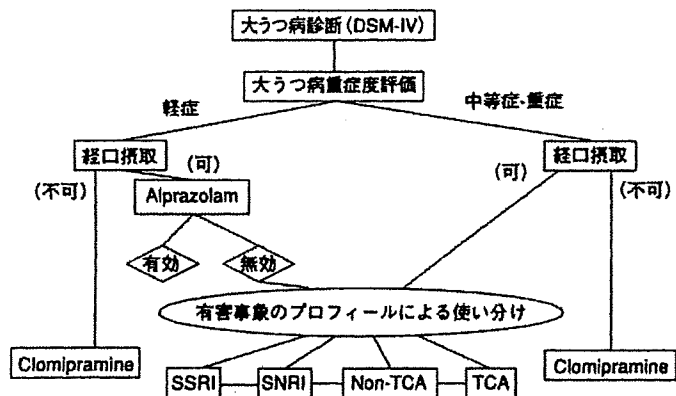 大うつ病診断(DSM-IV)
大うつ病重症度評価
軽症
中等症・重症
経口摂取
経口摂取
(可)
(可)
(不可)
(不可)
Alprazolam
有効
無効
有害事象のプロフィールによる使い分け
Clomipramine
Clomipramine
SSRI
SNRI
Non-TCA
TCA